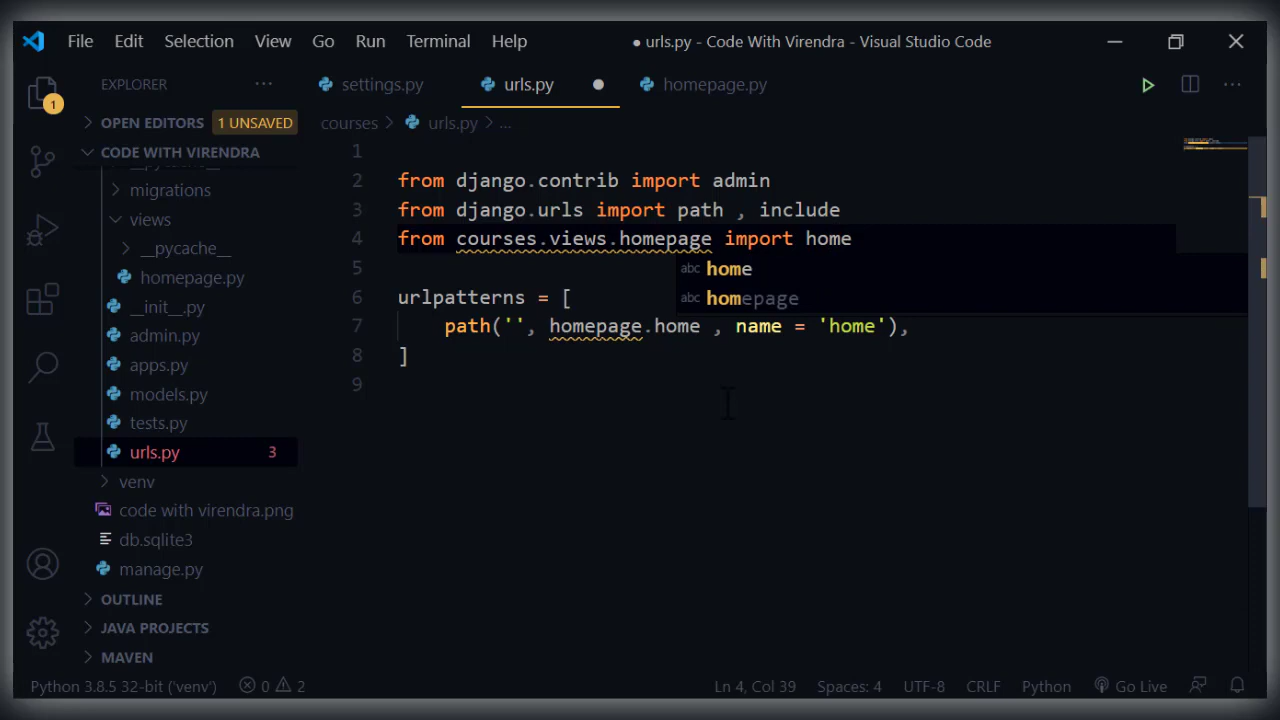 File Edit Selection View Go Run Terminal Help
● urls.py - Code With Virendra - Visual Studio Code
EXPLORER ···
settings.py
urls.py ●
homepage.py
1
OPEN EDITORS 1 UNSAVED
courses > urls.py > ...
CODE WITH VIRENDRA
__pycache__
migrations
views
__pycache__
homepage.py
__init__.py
admin.py
apps.py
models.py
tests.py
urls.py 3
venv
code with virendra.png
db.sqlite3
manage.py
OUTLINE
JAVA PROJECTS
MAVEN
1
2 from django.contrib import admin
3 from django.urls import path , include
4 from courses.views.homepage import home
abc home
abc homepage
5
6 urlpatterns = [
7 path('', homepage.home , name = 'home'),
8 ]
9
Python 3.8.5 32-bit ('venv') 0 2 Ln 4, Col 39 Spaces: 4 UTF-8 CRLF Python Go Live